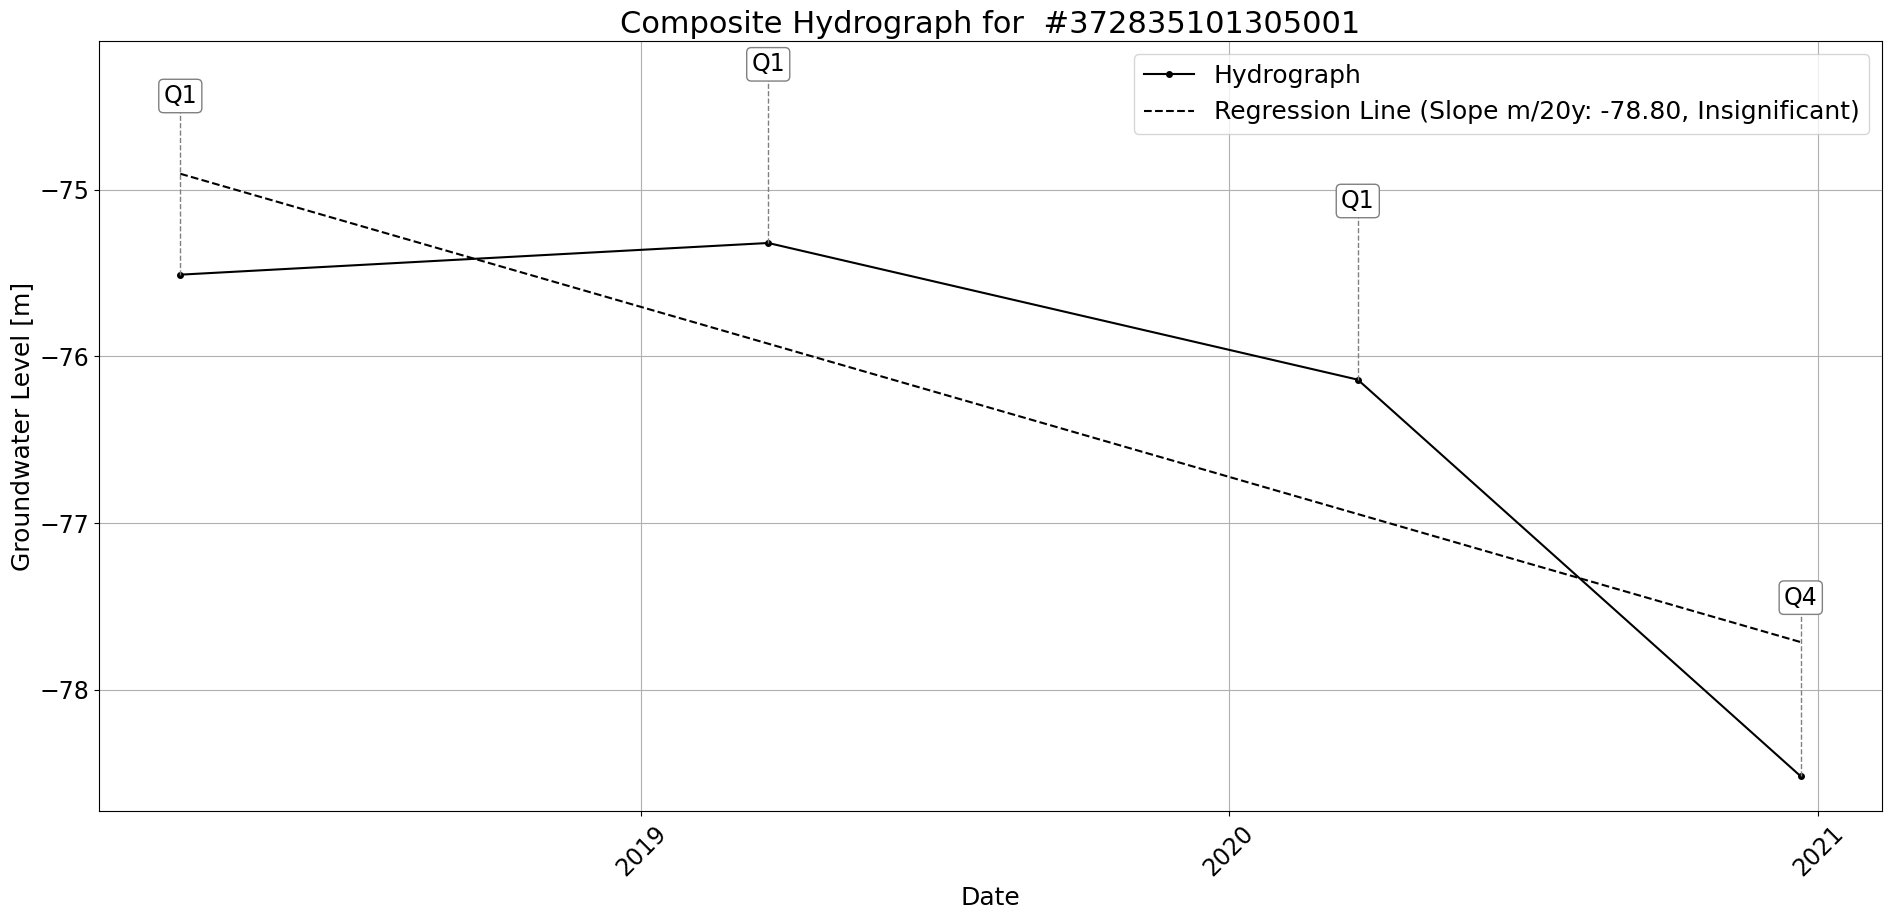 Composite Hydrograph for  #372835101305001
Q1
Q1
Hydrograph
Regression Line (Slope m/20y: -78.80, Insignificant)
Q1
Q4
Groundwater Level [m]
−75
−76
−77
−78
2019
2020
2021
Date